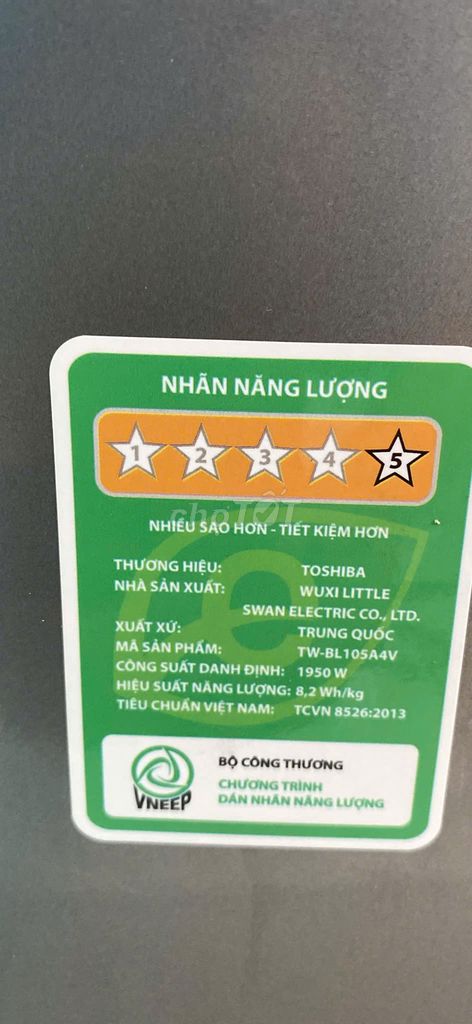 NHÃN NĂNG LƯỢNG
1 2 3 4 5
chợTỐT
NHIỀU SAO HƠN - TIẾT KIỆM HƠN
THƯƠNG HIỆU: TOSHIBA
NHÀ SẢN XUẤT: WUXI LITTLE
SWAN ELECTRIC CO., LTD.
XUẤT XỨ: TRUNG QUỐC
MÃ SẢN PHẨM: TW-BL105A4V
CÔNG SUẤT DANH ĐỊNH: 1950 W
HIỆU SUẤT NĂNG LƯỢNG: 8,2 Wh/kg
TIÊU CHUẨN VIỆT NAM: TCVN 8526:2013
BỘ CÔNG THƯƠNG
CHƯƠNG TRÌNH
DÁN NHÃN NĂNG LƯỢNG
VNEEP